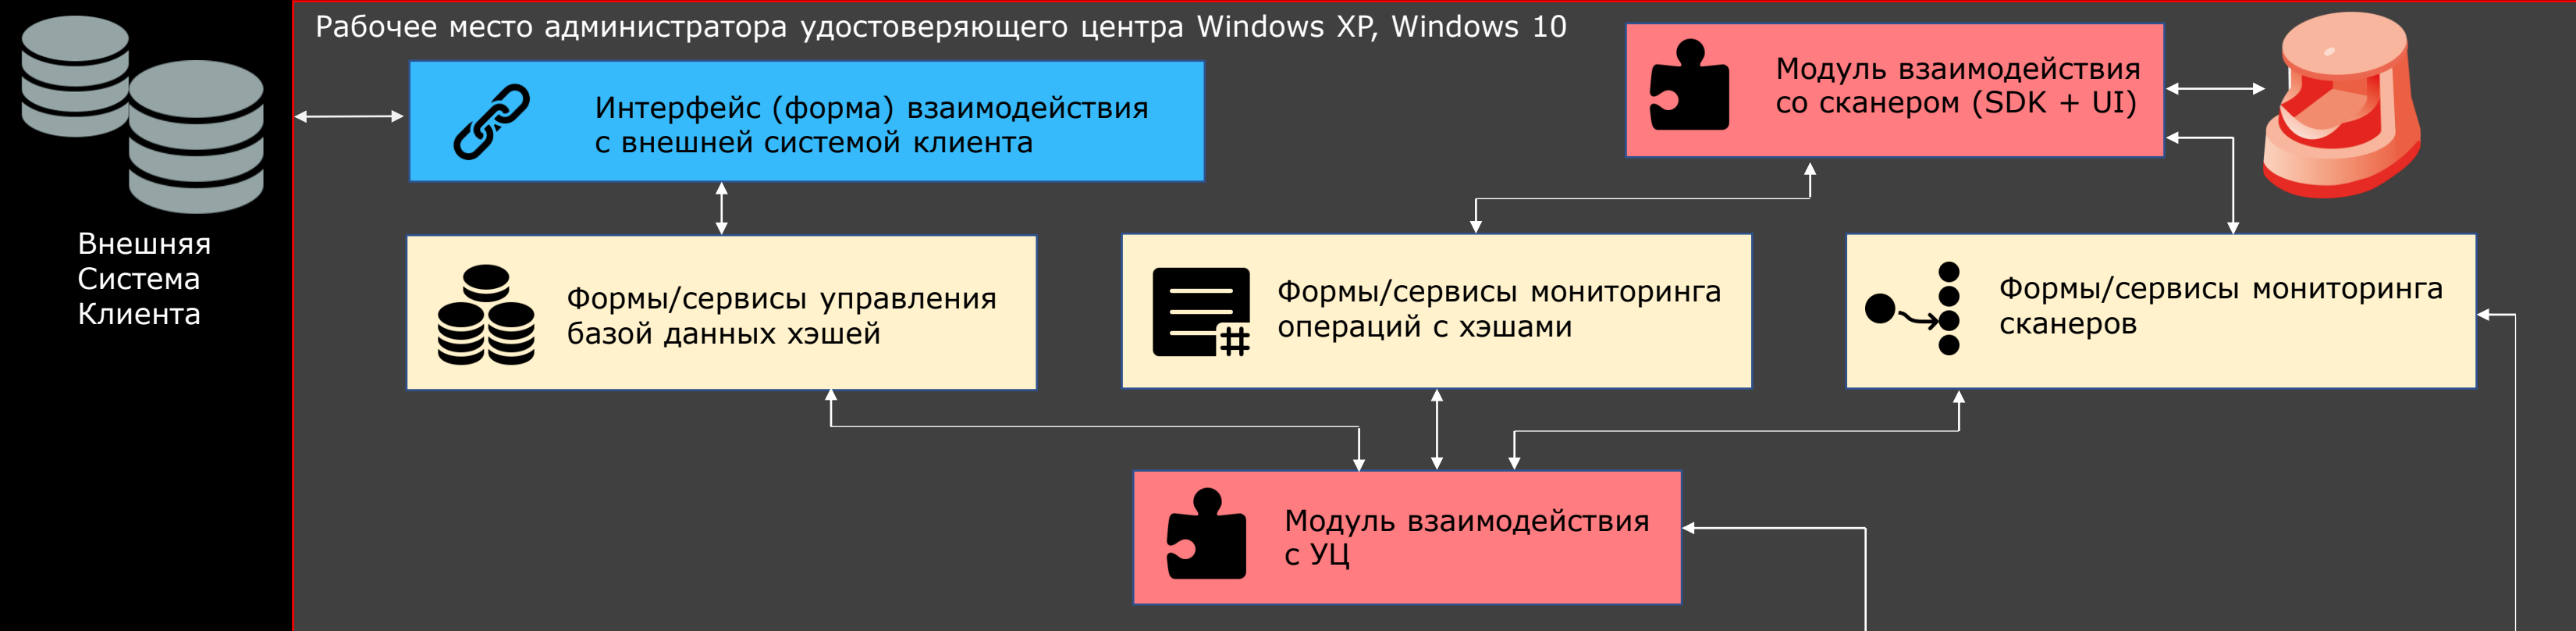 Рабочее место администратора удостоверяющего центра Windows XP, Windows 10
Внешняя
Система
Клиента
Интерфейс (форма) взаимодействия
с внешней системой клиента
Модуль взаимодействия
со сканером (SDK + UI)
Формы/сервисы управления
базой данных хэшей
Формы/сервисы мониторинга
операций с хэшами
#
Формы/сервисы мониторинга
сканеров
Модуль взаимодействия
с УЦ